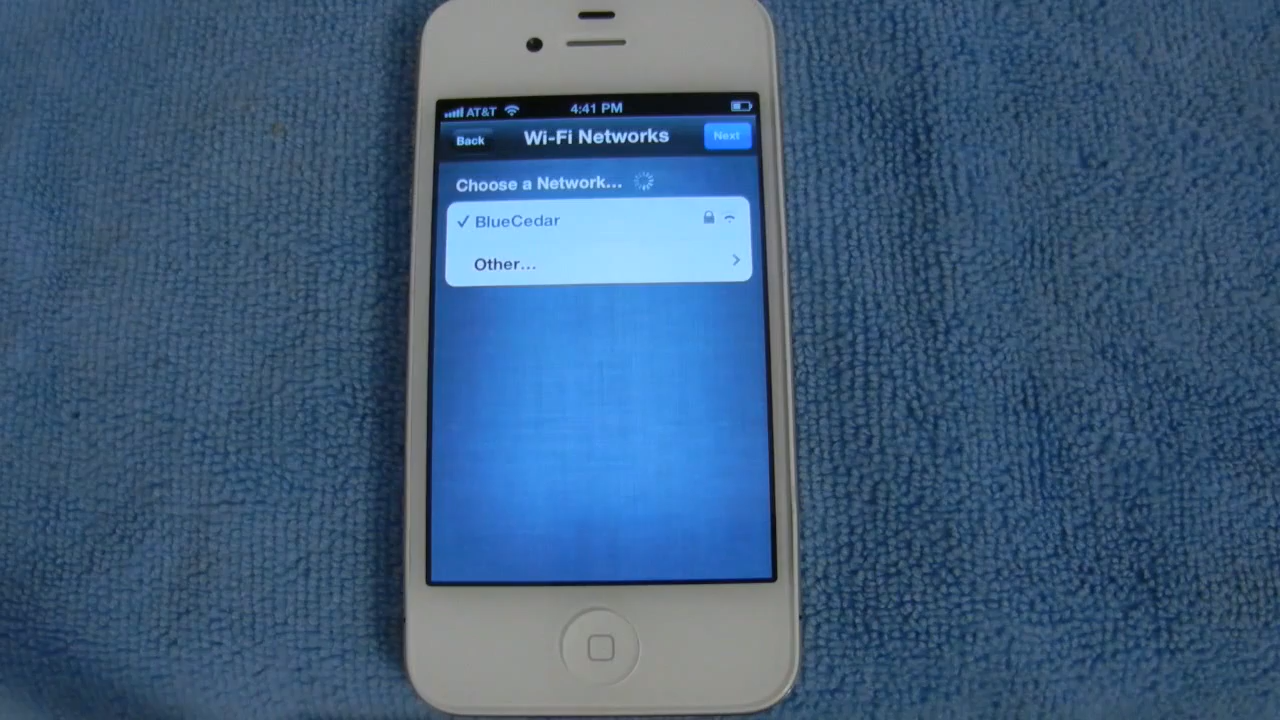 AT&T 4:41 PM
Back Wi-Fi Networks Next
Choose a Network...
BlueCedar
Other...